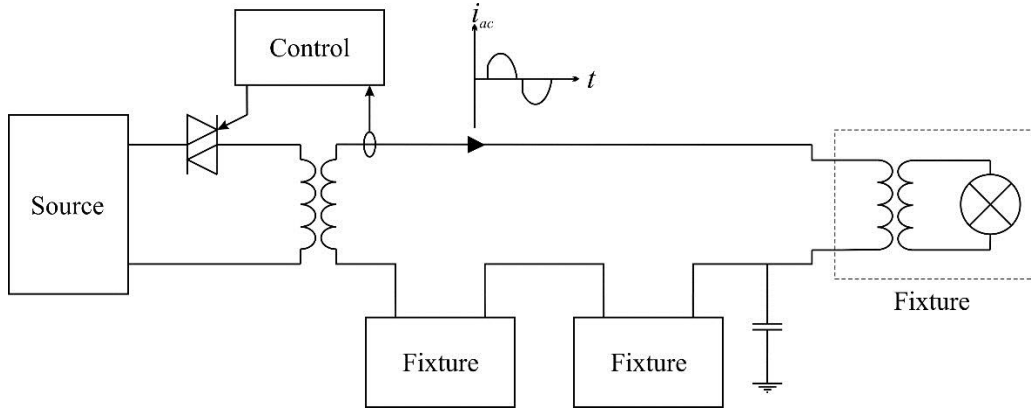 Control
i_ac
t
Source
Fixture
Fixture
Fixture